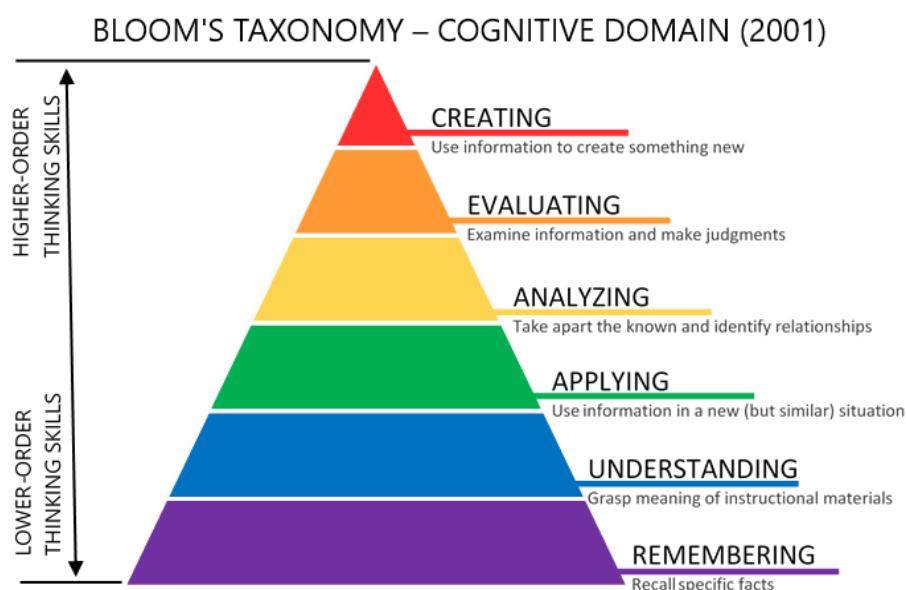 BLOOM'S TAXONOMY – COGNITIVE DOMAIN (2001)
HIGHER-ORDER
THINKING SKILLS
LOWER-ORDER
THINKING SKILLS
CREATING
Use information to create something new
EVALUATING
Examine information and make judgments
ANALYZING
Take apart the known and identify relationships
APPLYING
Use information in a new (but similar) situation
UNDERSTANDING
Grasp meaning of instructional materials
REMEMBERING
Recall specific facts